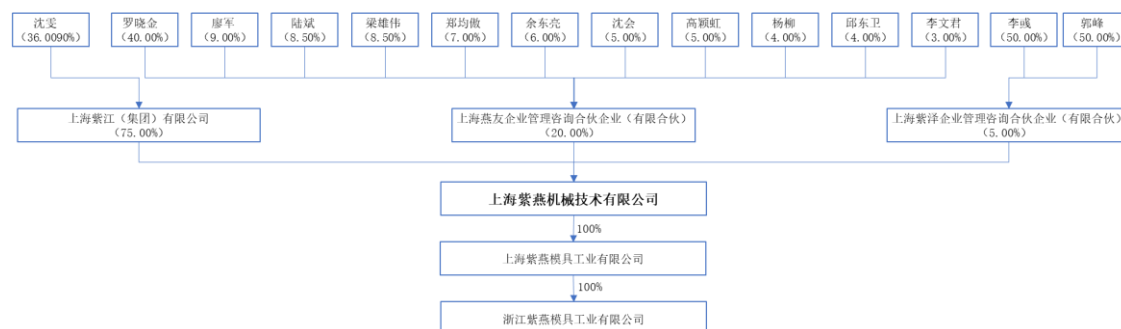 沈雯
(36.0090%)
罗晓金
(40.00%)
廖军
(9.00%)
陆斌
(8.50%)
梁雄伟
(8.50%)
郑均傲
(7.00%)
余东亮
(6.00%)
沈会
(5.00%)
高颖虹
(5.00%)
杨柳
(4.00%)
邱东卫
(4.00%)
李文君
(3.00%)
李彧
(50.00%)
郭峰
(50.00%)
上海紫江（集团）有限公司
(75.00%)
上海燕友企业管理咨询合伙企业（有限合伙）
(20.00%)
上海紫泽企业管理咨询合伙企业（有限合伙）
(5.00%)
上海紫燕机械技术有限公司
100%
上海紫燕模具工业有限公司
100%
浙江紫燕模具工业有限公司